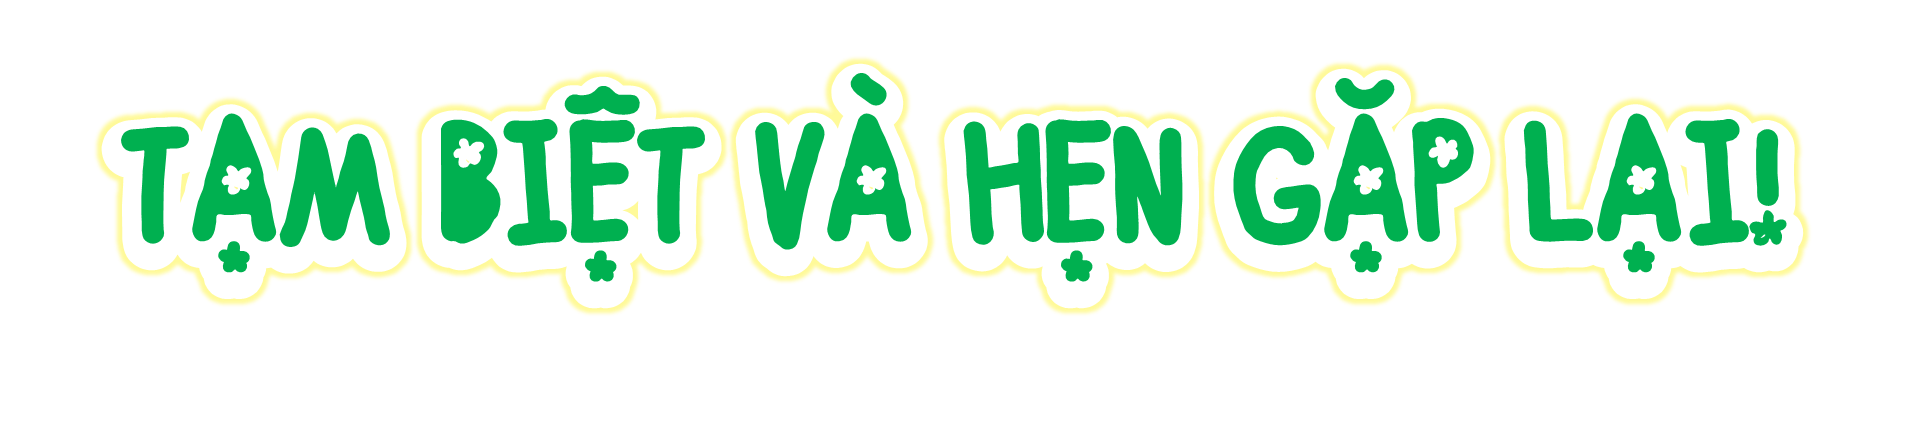 TẠM BIỆT VÀ HẸN GẶP LẠI!